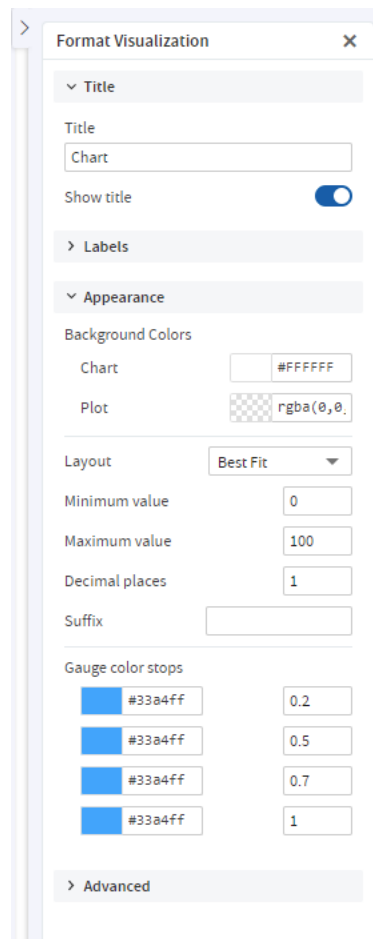 Format Visualization
Title
Title
Chart
Show title
Labels
Appearance
Background Colors
Chart #FFFFFF
Plot rgba(0,0,
Layout Best Fit
Minimum value 0
Maximum value 100
Decimal places 1
Suffix
Gauge color stops
#33a4ff 0.2
#33a4ff 0.5
#33a4ff 0.7
#33a4ff 1
Advanced